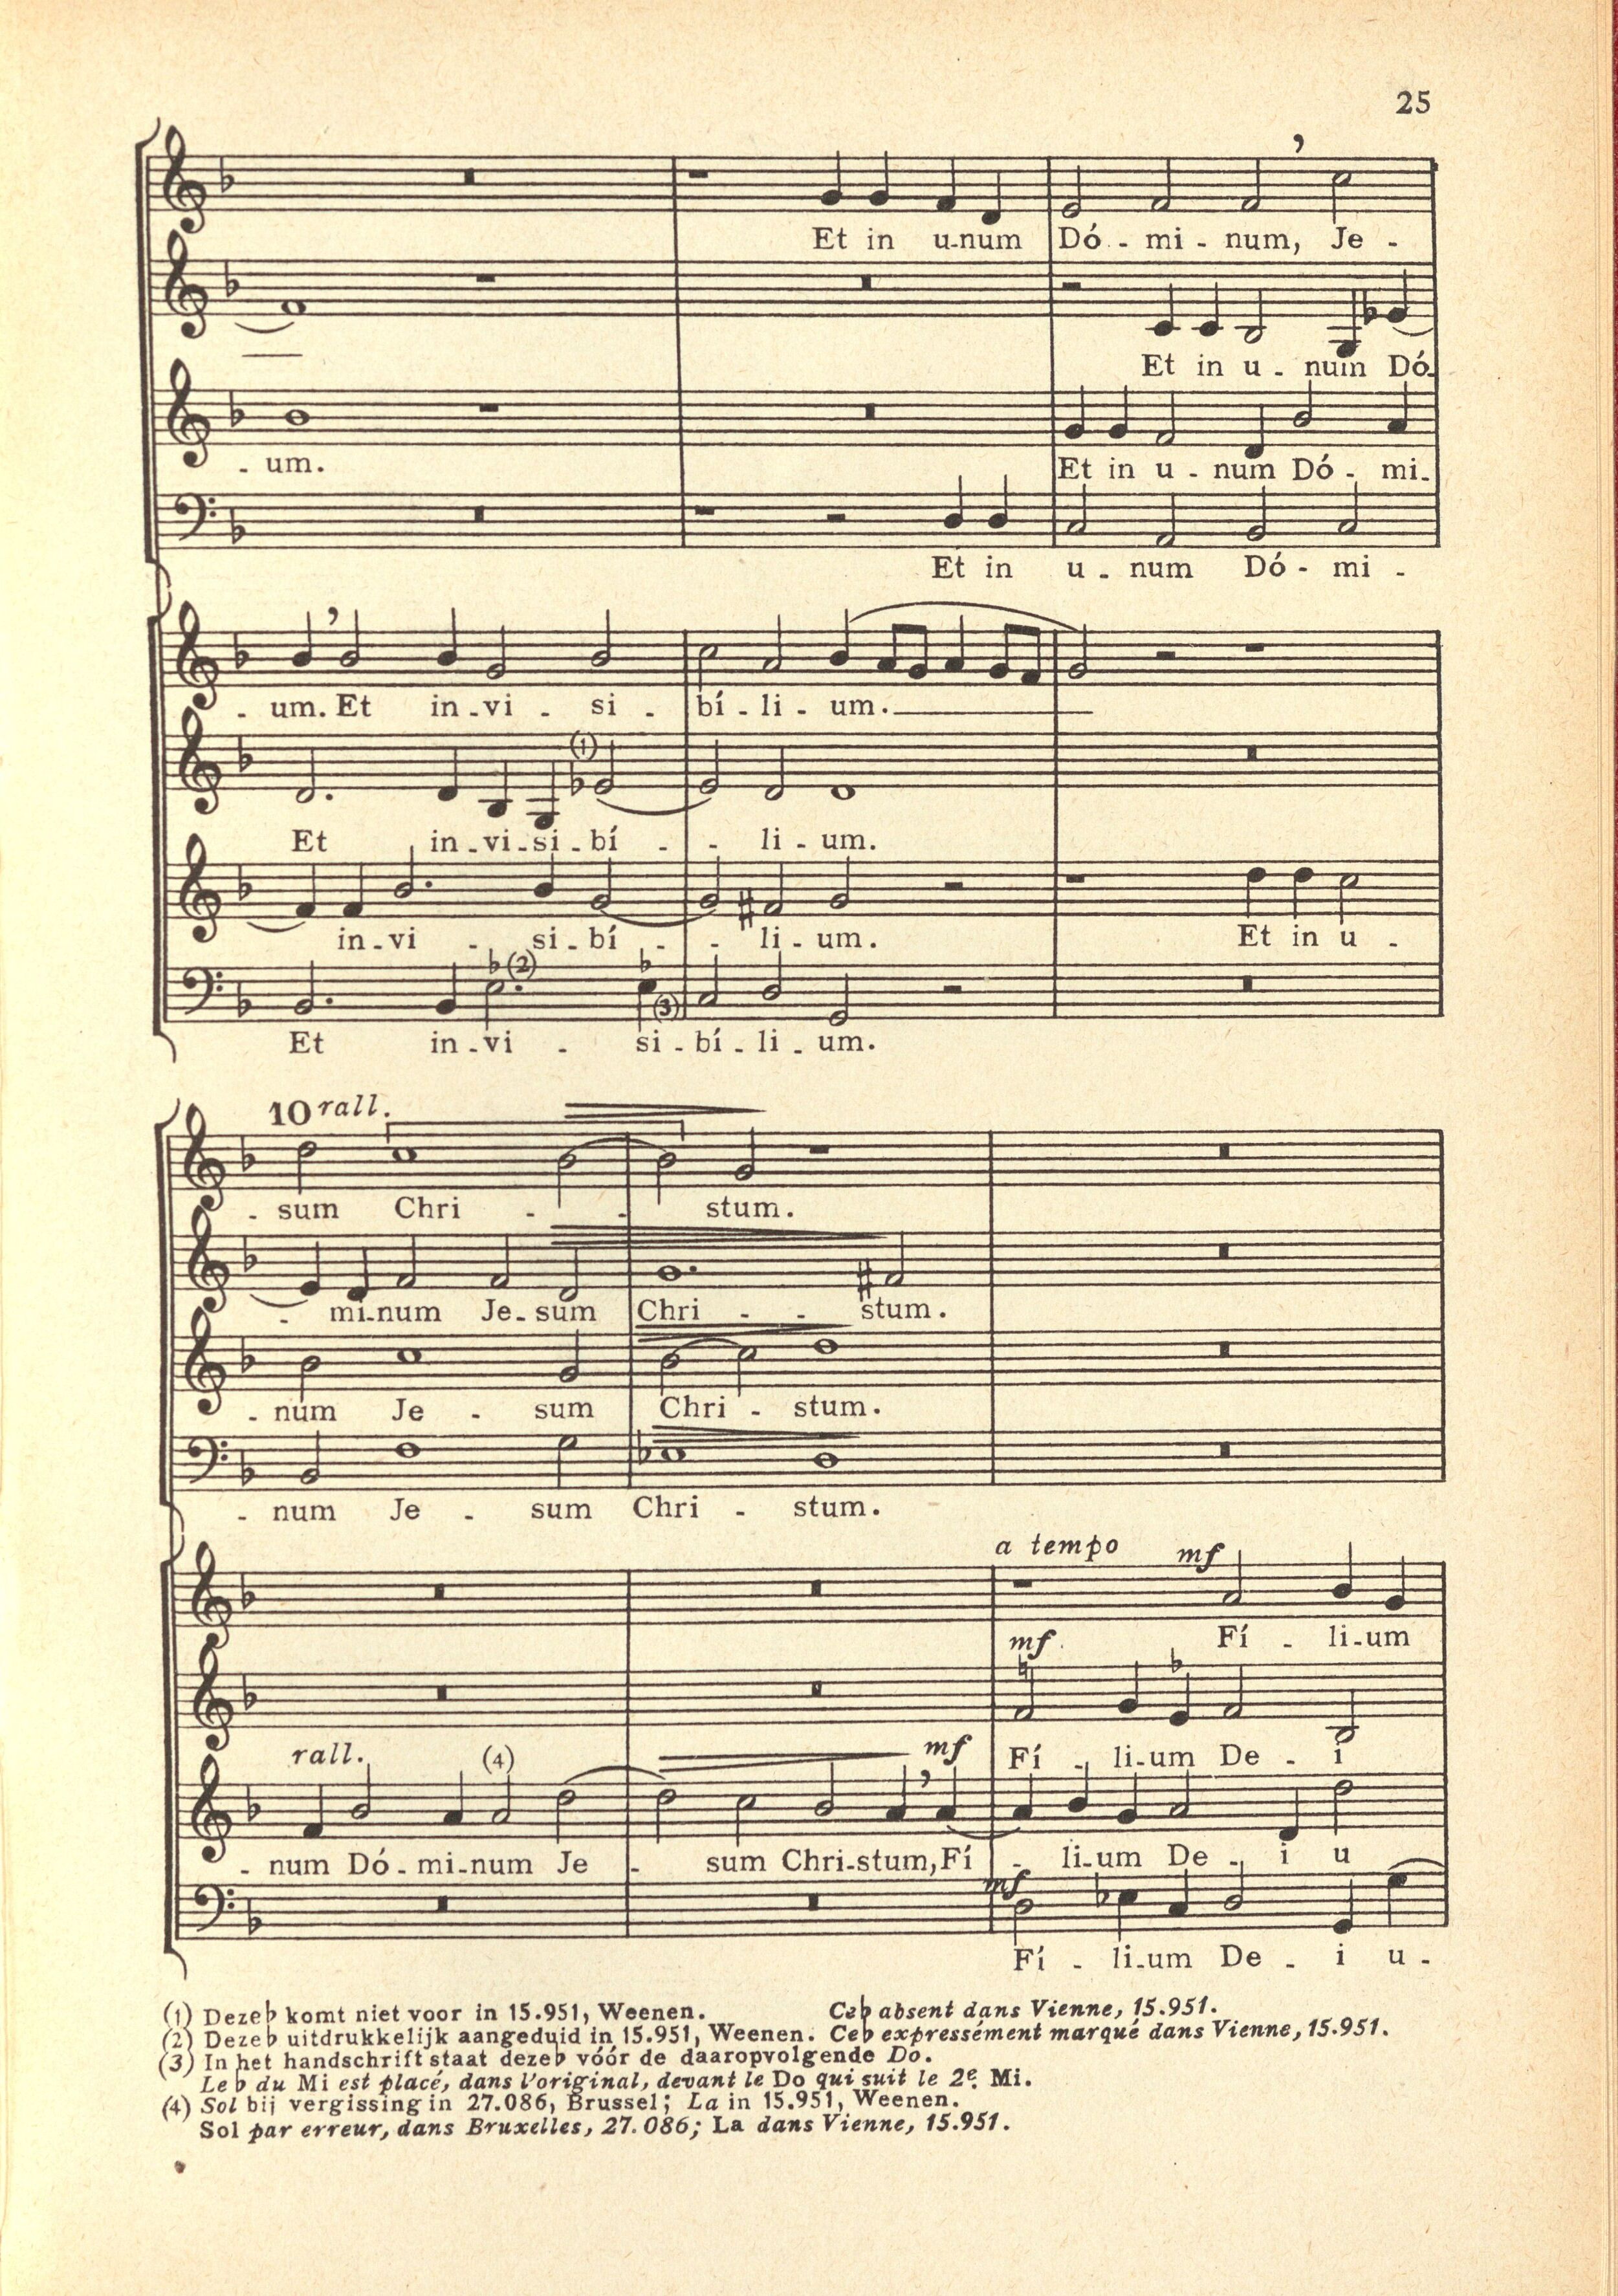 25
Et in u-num Dó - mi - num, Je -
Et in u - num Dó-
- um. Et in u - num Dó - mi-
Et in u - num Dó - mi -
- um. Et in-vi - si - bí - li - um.
Et in-vi-si-bí - - li - um.
in-vi - si-bí - - li - um. Et in u -
Et in-vi - si-bí - li - um.
(1)
(2)
(3)
10 rall.
- sum Chri - - stum.
- mi-num Je-sum Chri - - stum.
- num Je - sum Chri - stum.
- num Je - sum Chri - stum.
a tempo mf
Fí - li-um
mf
Fí - li-um De - i
rall. (4) mf
- num Dó - mi-num Je - sum Chri-stum, Fí - li-um De - i u
mf
Fí - li-um De - i u -
(1) Deze♭ komt niet voor in 15.951, Weenen. Ce♭ absent dans Vienne, 15.951.
(2) Deze♭ uitdrukkelijk aangeduid in 15.951, Weenen. Ce♭ expressément marqué dans Vienne, 15.951.
(3) In het handschrift staat deze♭ vóór de daaropvolgende Do.
Le♭ du Mi est placé, dans l'original, devant le Do qui suit le 2e. Mi.
(4) Sol bij vergissing in 27.086, Brussel; La in 15.951, Weenen.
Sol par erreur, dans Bruxelles, 27.086; La dans Vienne, 15.951.